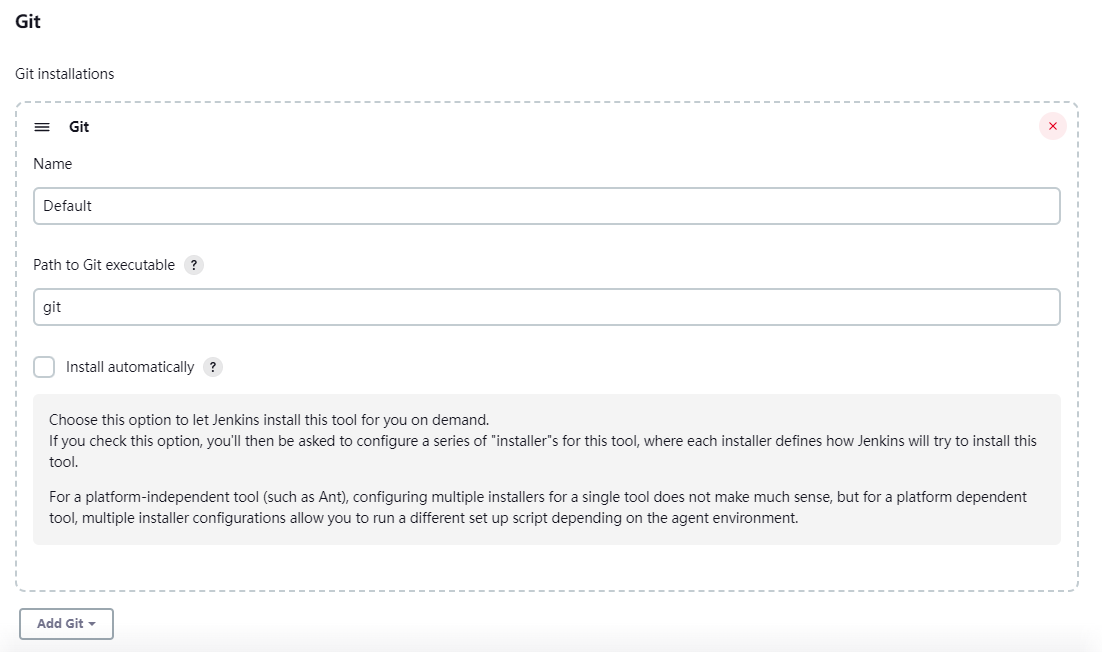 Git
Git installations
Git
Name
Default
Path to Git executable ?
git
Install automatically ?
Choose this option to let Jenkins install this tool for you on demand.
If you check this option, you'll then be asked to configure a series of "installer"s for this tool, where each installer defines how Jenkins will try to install this
tool.
For a platform-independent tool (such as Ant), configuring multiple installers for a single tool does not make much sense, but for a platform dependent
tool, multiple installer configurations allow you to run a different set up script depending on the agent environment.
Add Git